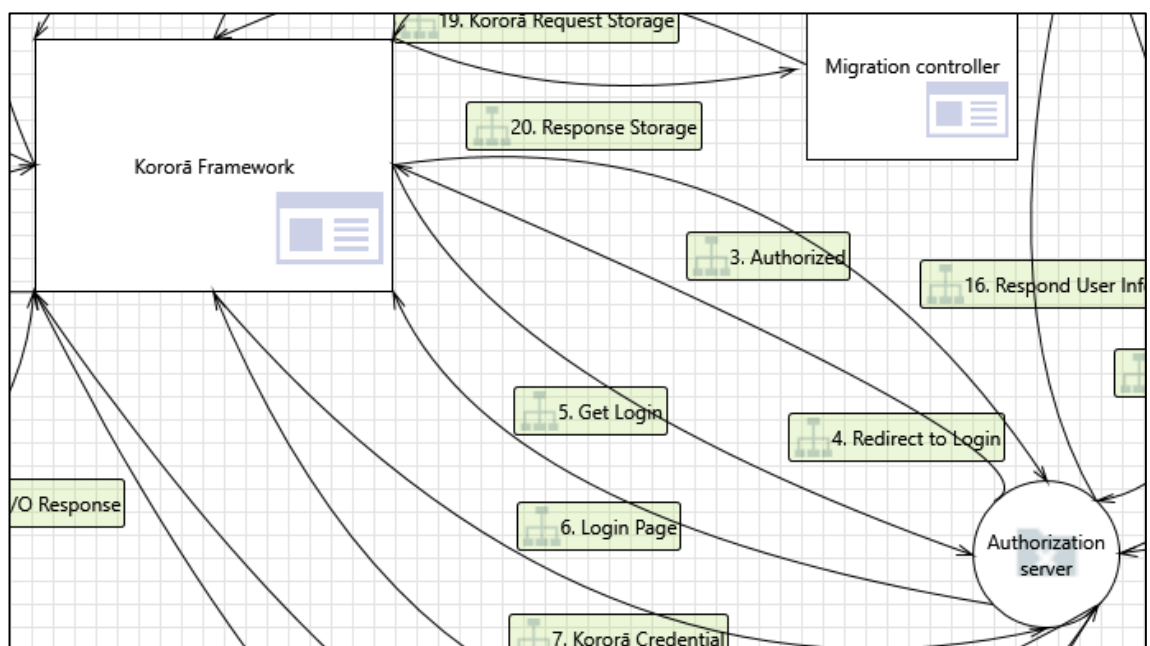 19. Kororā Request Storage
Migration controller
20. Response Storage
Kororā Framework
3. Authorized
16. Respond User Inf
5. Get Login
4. Redirect to Login
/O Response
6. Login Page
Authorization
server
7. Kororā Credential